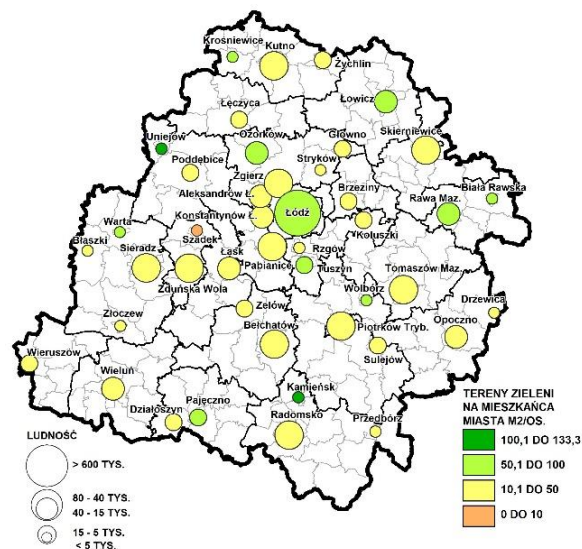 Krośniewice
Kutno
Żychlin
Łowicz
Łęczyca
Uniejów
Ozorków
Głowno
Skierniewice
Poddębice
Zgierz
Stryków
Aleksandrów Ł.
Brzeziny
Biała Rawska
Rawa Maz.
Warta
Konstantynów Ł.
Łódź
Koluszki
Błaszki
Sieradz
Szadek
Łask
Pabianice
Rzgów
Tuszyn
Tomaszów Maz.
Zduńska Wola
Wolbórz
Drzewica
Złoczew
Zelów
Bełchatów
Piotrków Tryb.
Opoczno
Sulejów
Wieruszów
Wieluń
Działoszyn
Pajęczno
Kamieńsk
Radomsko
Przedbórz
LUDNOŚĆ
> 600 TYS.
80 - 40 TYS.
40 - 15 TYS.
15 - 5 TYS.
< 5 TYS.
TERENY ZIELENI
NA MIESZKAŃCA
MIASTA M2/OS.
100,1 DO 133,3
50,1 DO 100
10,1 DO 50
0 DO 10